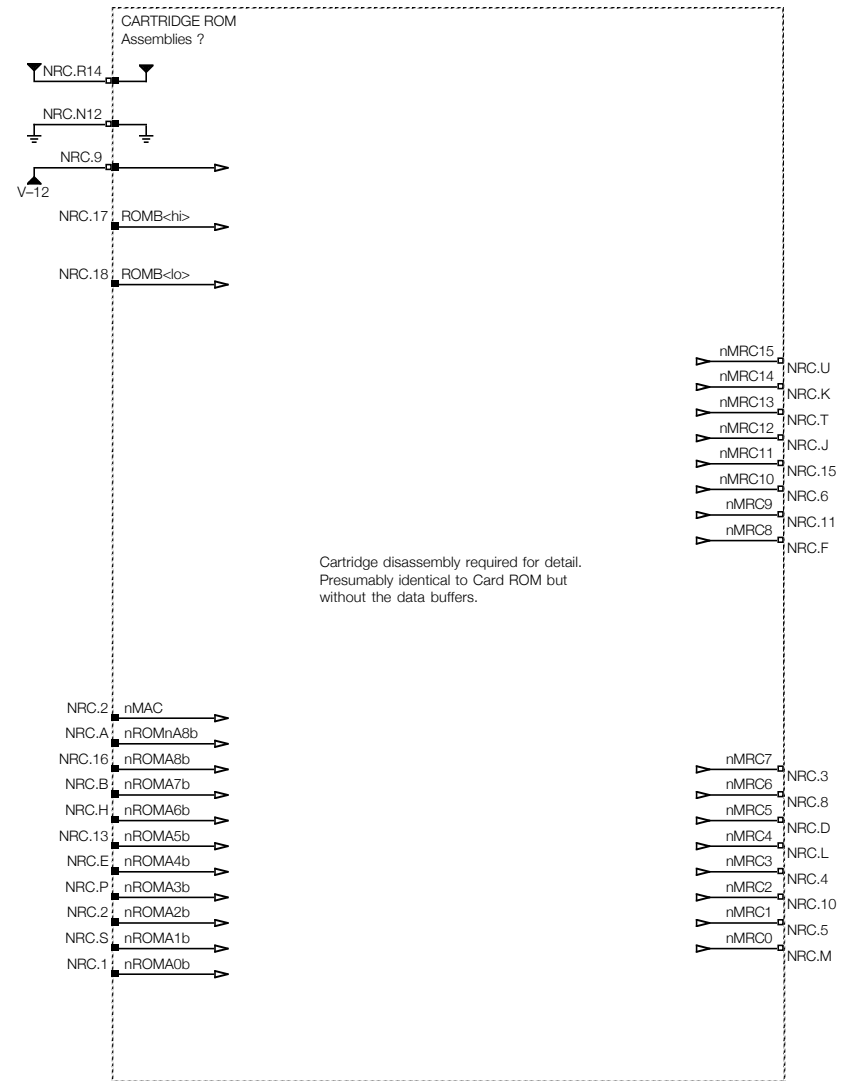 CARTRIDGE ROM
Assemblies ?
NRC.R14
NRC.N12
NRC.9
V–12
NRC.17 ROMB<hi>
NRC.18 ROMB<lo>
nMRC15 NRC.U
nMRC14 NRC.K
nMRC13 NRC.T
nMRC12 NRC.J
nMRC11 NRC.15
nMRC10 NRC.6
nMRC9 NRC.11
nMRC8 NRC.F
Cartridge disassembly required for detail.
Presumably identical to Card ROM but
without the data buffers.
NRC.2 nMAC
NRC.A nROMnA8b
NRC.16 nROMA8b
NRC.B nROMA7b
NRC.H nROMA6b
NRC.13 nROMA5b
NRC.E nROMA4b
NRC.P nROMA3b
NRC.2 nROMA2b
NRC.S nROMA1b
NRC.1 nROMA0b
nMRC7 NRC.3
nMRC6 NRC.8
nMRC5 NRC.D
nMRC4 NRC.L
nMRC3 NRC.4
nMRC2 NRC.10
nMRC1 NRC.5
nMRC0 NRC.M